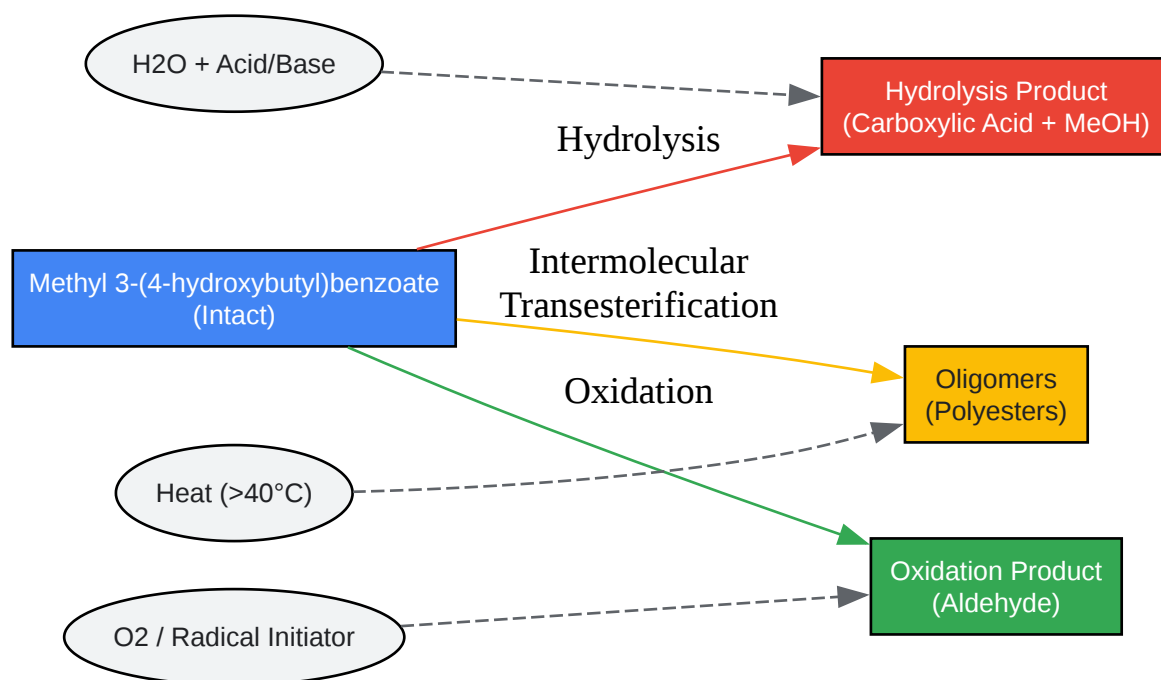 H2O + Acid/Base
Hydrolysis Product
(Carboxylic Acid + MeOH)
Hydrolysis
Methyl 3-(4-hydroxybutyl)benzoate
(Intact)
Intermolecular
Transesterification
Oligomers
(Polyesters)
Oxidation
Heat (>40°C)
Oxidation Product
(Aldehyde)
O2 / Radical Initiator